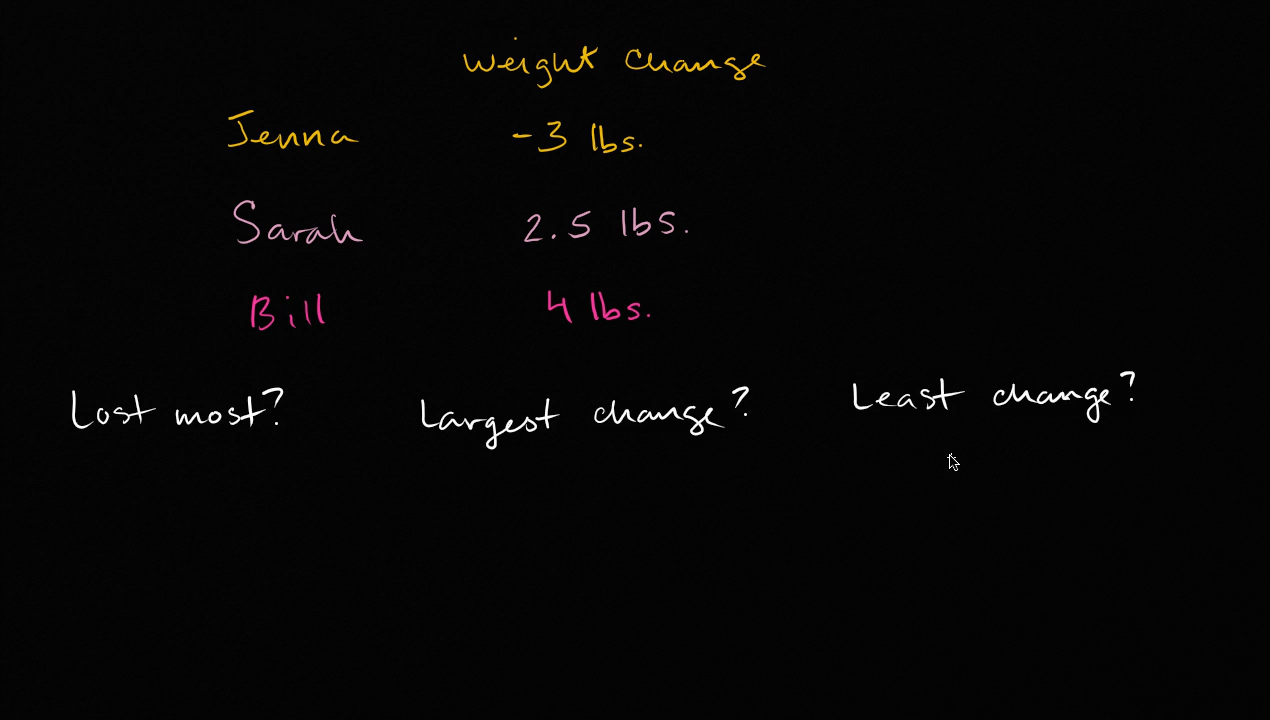 Weight Change
Jenna -3 lbs.
Sarah 2.5 lbs.
Bill 4 lbs.
Lost most? Largest change? Least change?